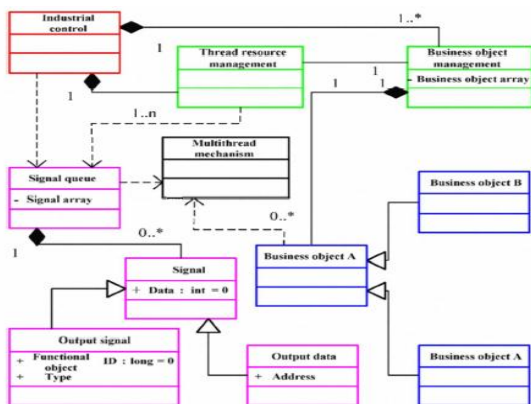 Industrial
control
1..*
1
Thread resource
management
Business object
management
- Business object array
1
1
1
1
1..n
Multithread
mechanism
Signal queue
- Signal array
Business object B
0..*
0..*
1
Signal
+ Data : int = 0
Business object A
Output signal
+ Functional ID : long = 0
object
+ Type
Output data
+ Address
Business object A